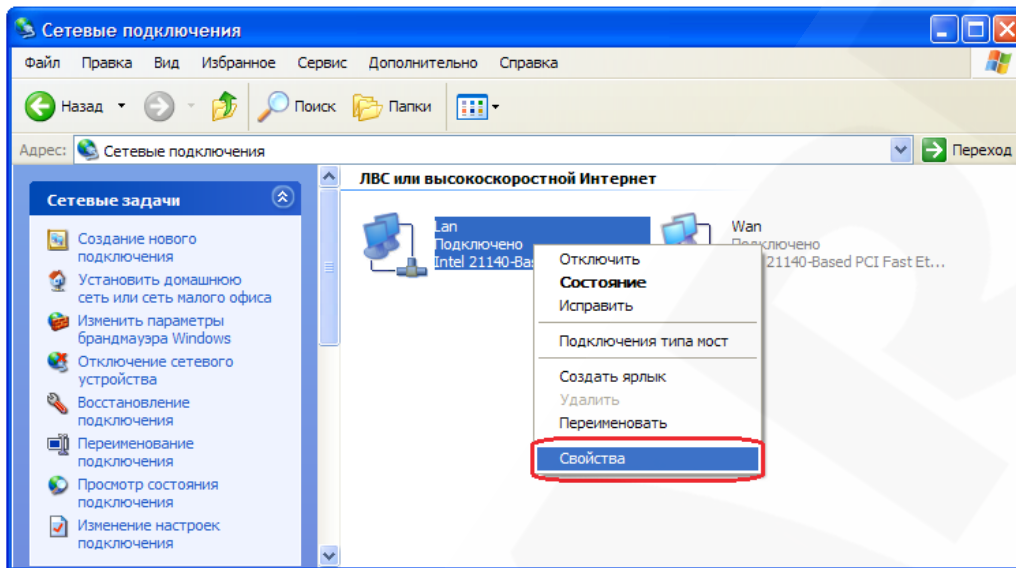 Сетевые подключения
Файл Правка Вид Избранное Сервис Дополнительно Справка
Назад Поиск Папки
Адрес: Сетевые подключения Переход
Сетевые задачи
Создание нового
подключения
Установить домашнюю
сеть или сеть малого офиса
Изменить параметры
брандмауэра Windows
Отключение сетевого
устройства
Восстановление
подключения
Переименование
подключения
Просмотр состояния
подключения
Изменение настроек
подключения
ЛВС или высокоскоростной Интернет
Lan
Подключено
Intel 21140-Bas
Wan
Подключено
21140-Based PCI Fast Et...
Отключить
Состояние
Исправить
Подключения типа мост
Создать ярлык
Удалить
Переименовать
Свойства